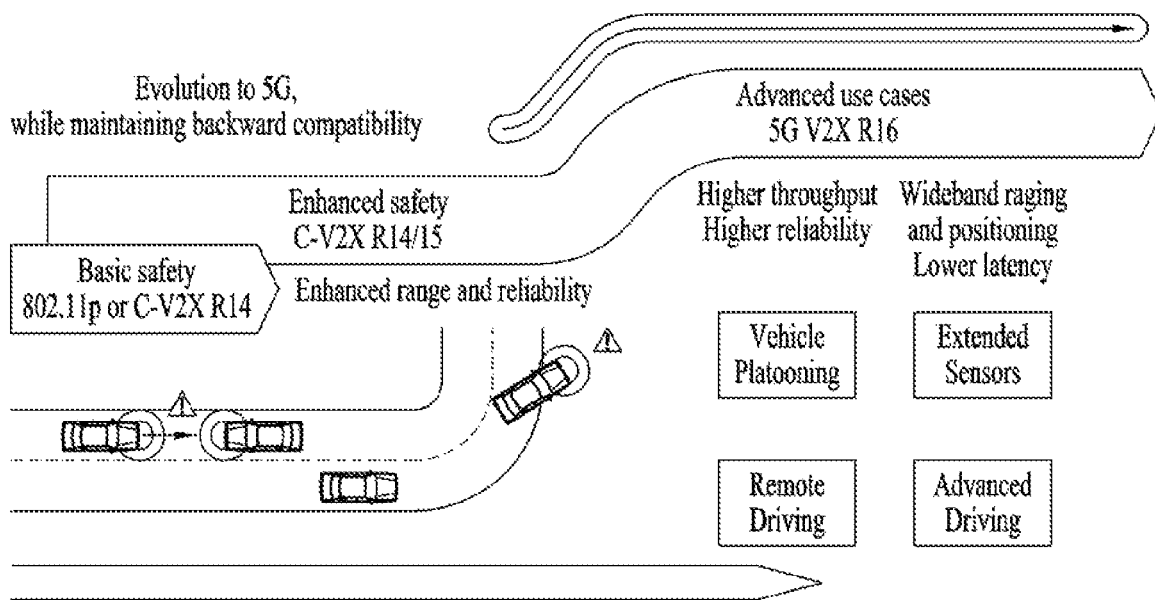 Evolution to 5G,
while maintaining backward compatibility
Advanced use cases
5G V2X R16
Enhanced safety
C-V2X R14/15
Basic safety
802.11p or C-V2X R14
Enhanced range and reliability
Higher throughput
Higher reliability
Wideband raging
and positioning
Lower latency
Vehicle
Platooning
Extended
Sensors
Remote
Driving
Advanced
Driving